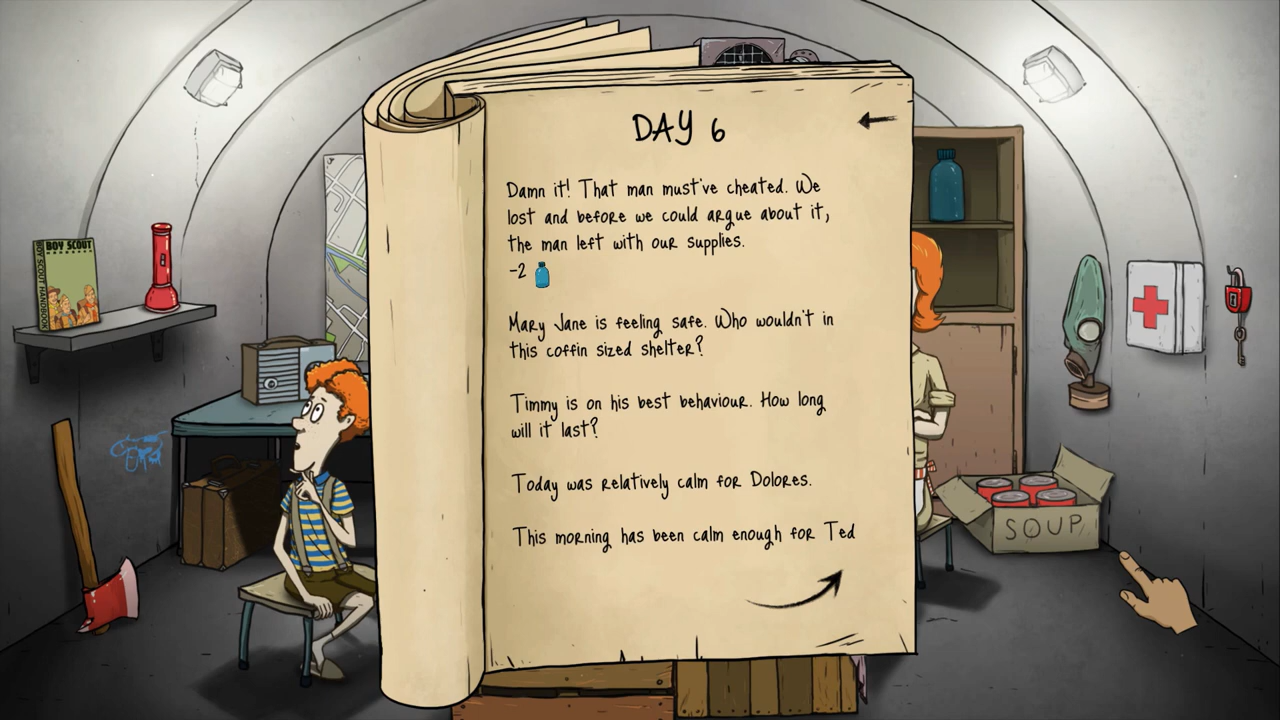 DAY 6
Damn it! That man must've cheated. We
lost and before we could argue about it,
the man left with our supplies.
-2
Mary Jane is feeling safe. Who wouldn't in
this coffin sized shelter?
Timmy is on his best behaviour. How long
will it last?
Today was relatively calm for Dolores.
This morning has been calm enough for Ted
BOY SCOUT
BOY SCOUT HANDBOOK
SOUP